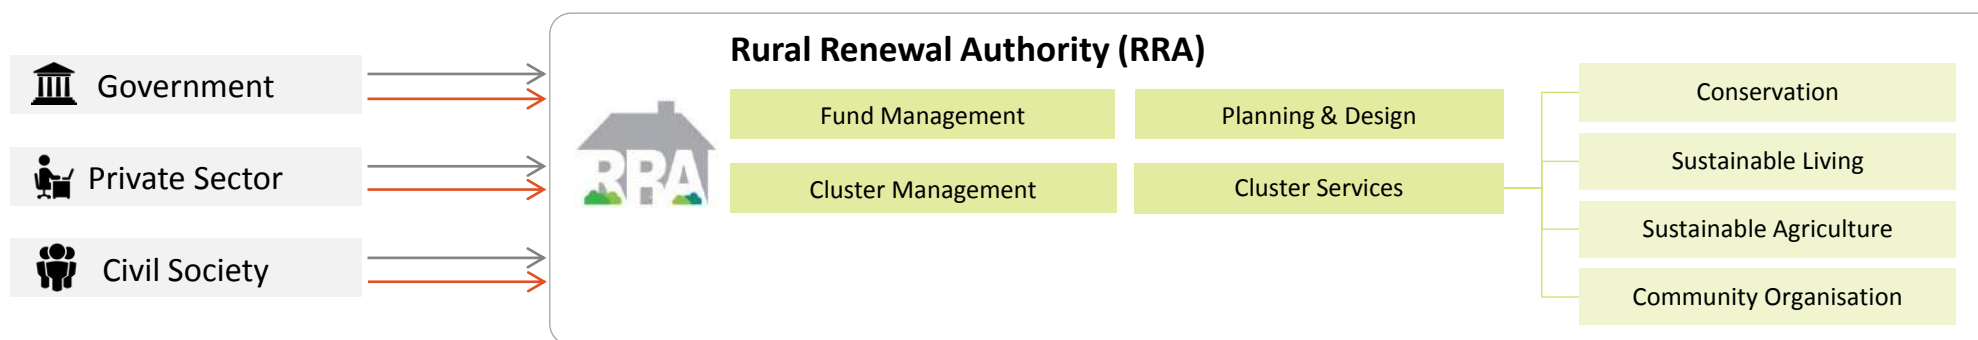 Rural Renewal Authority (RRA)
Government
Private Sector
Civil Society
RRA
Fund Management
Planning & Design
Cluster Management
Cluster Services
Conservation
Sustainable Living
Sustainable Agriculture
Community Organisation